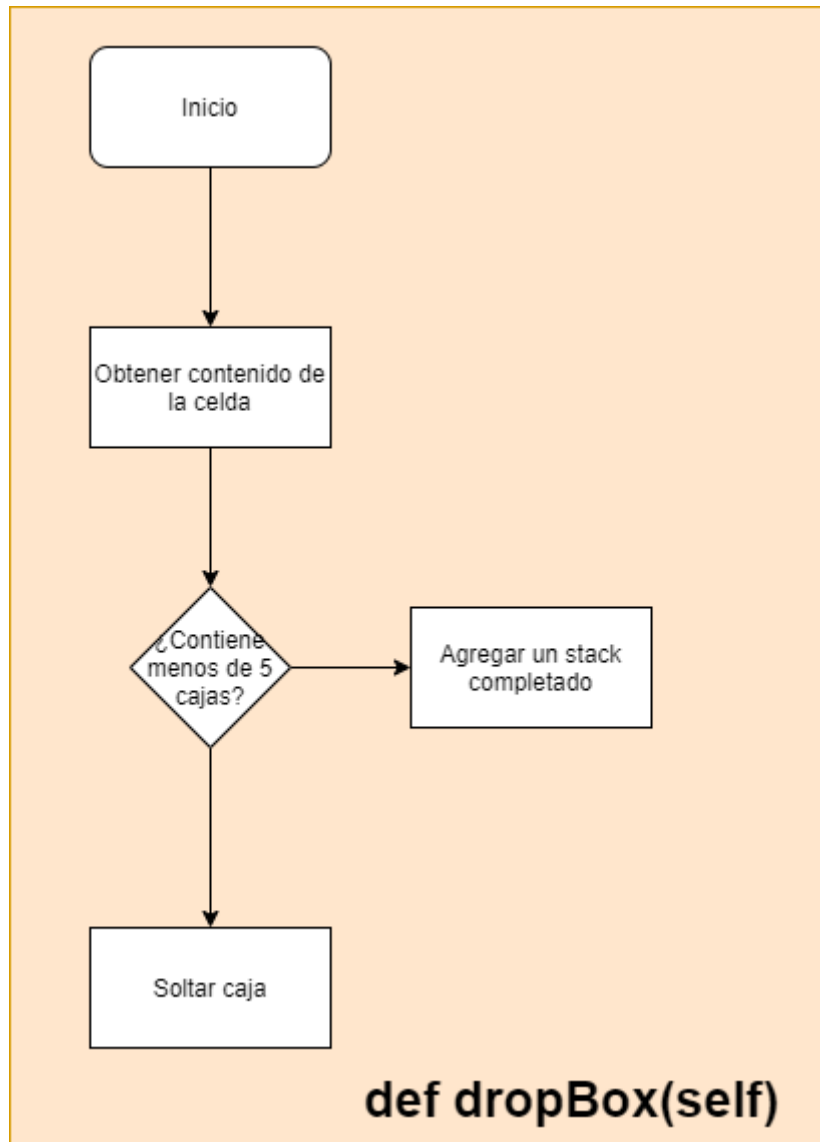 Inicio
Obtener contenido de
la celda
¿Contiene
menos de 5
cajas?
Agregar un stack
completado
Soltar caja
def dropBox(self)